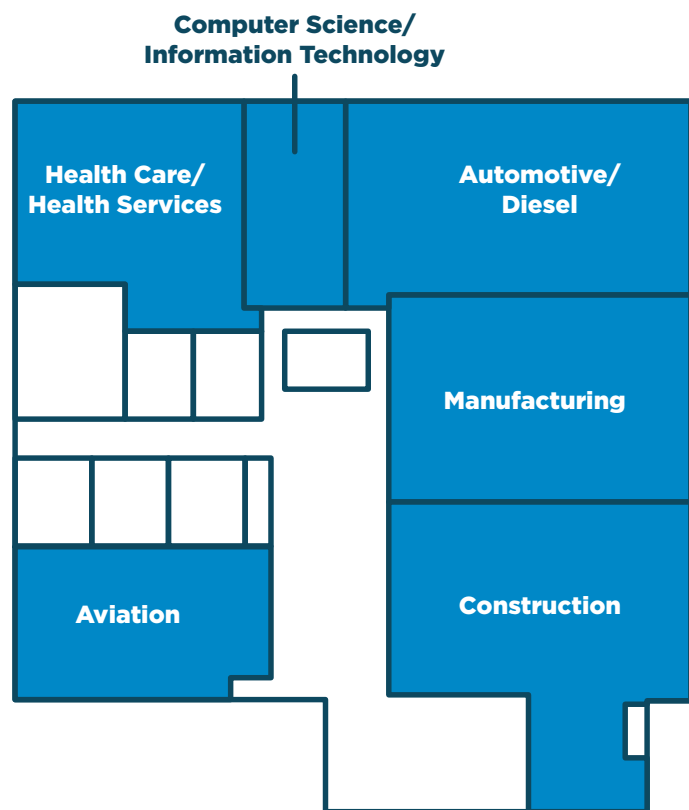 Computer Science/
Information Technology
Health Care/
Health Services
Automotive/
Diesel
Manufacturing
Construction
Aviation